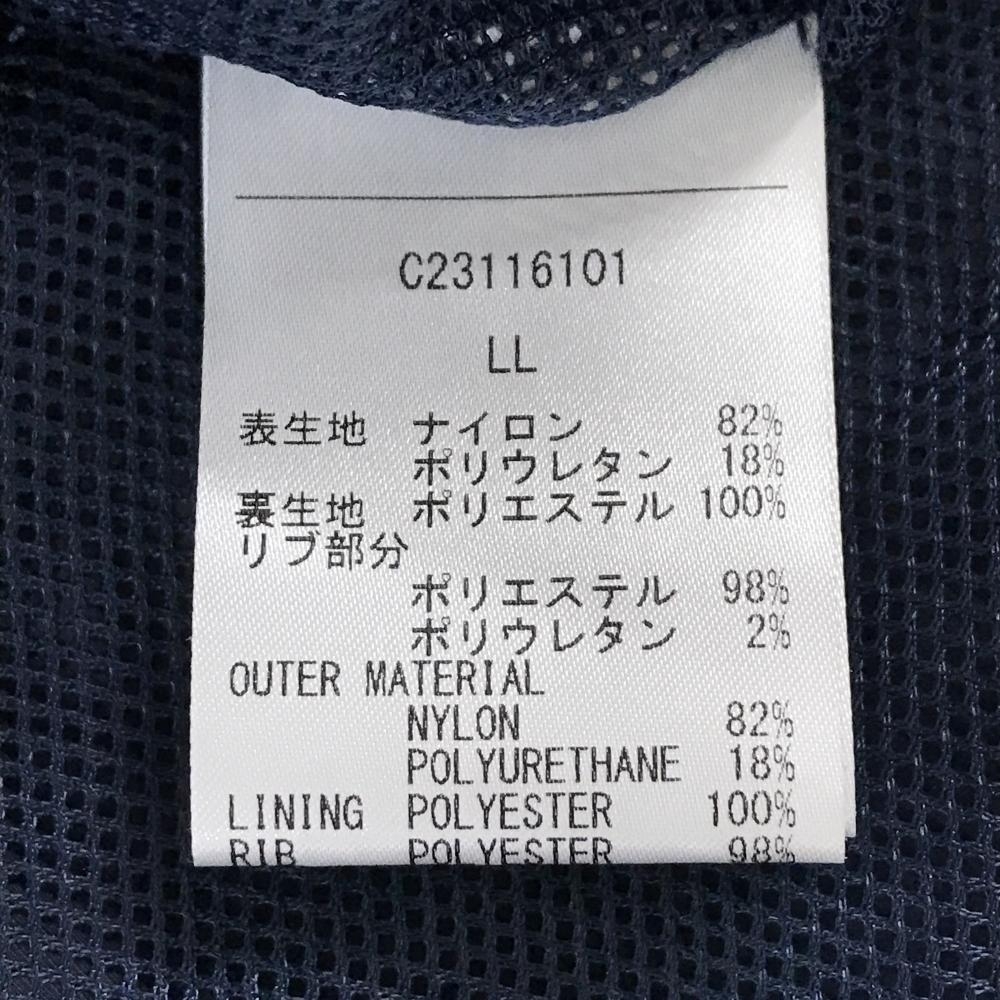 C23116101
LL
表生地 ナイロン 82%
ポリウレタン 18%
裏生地 ポリエステル 100%
リブ部分
ポリエステル 98%
ポリウレタン 2%
OUTER MATERIAL
NYLON 82%
POLYURETHANE 18%
LINING POLYESTER 100%
RIB POLYESTER 98%